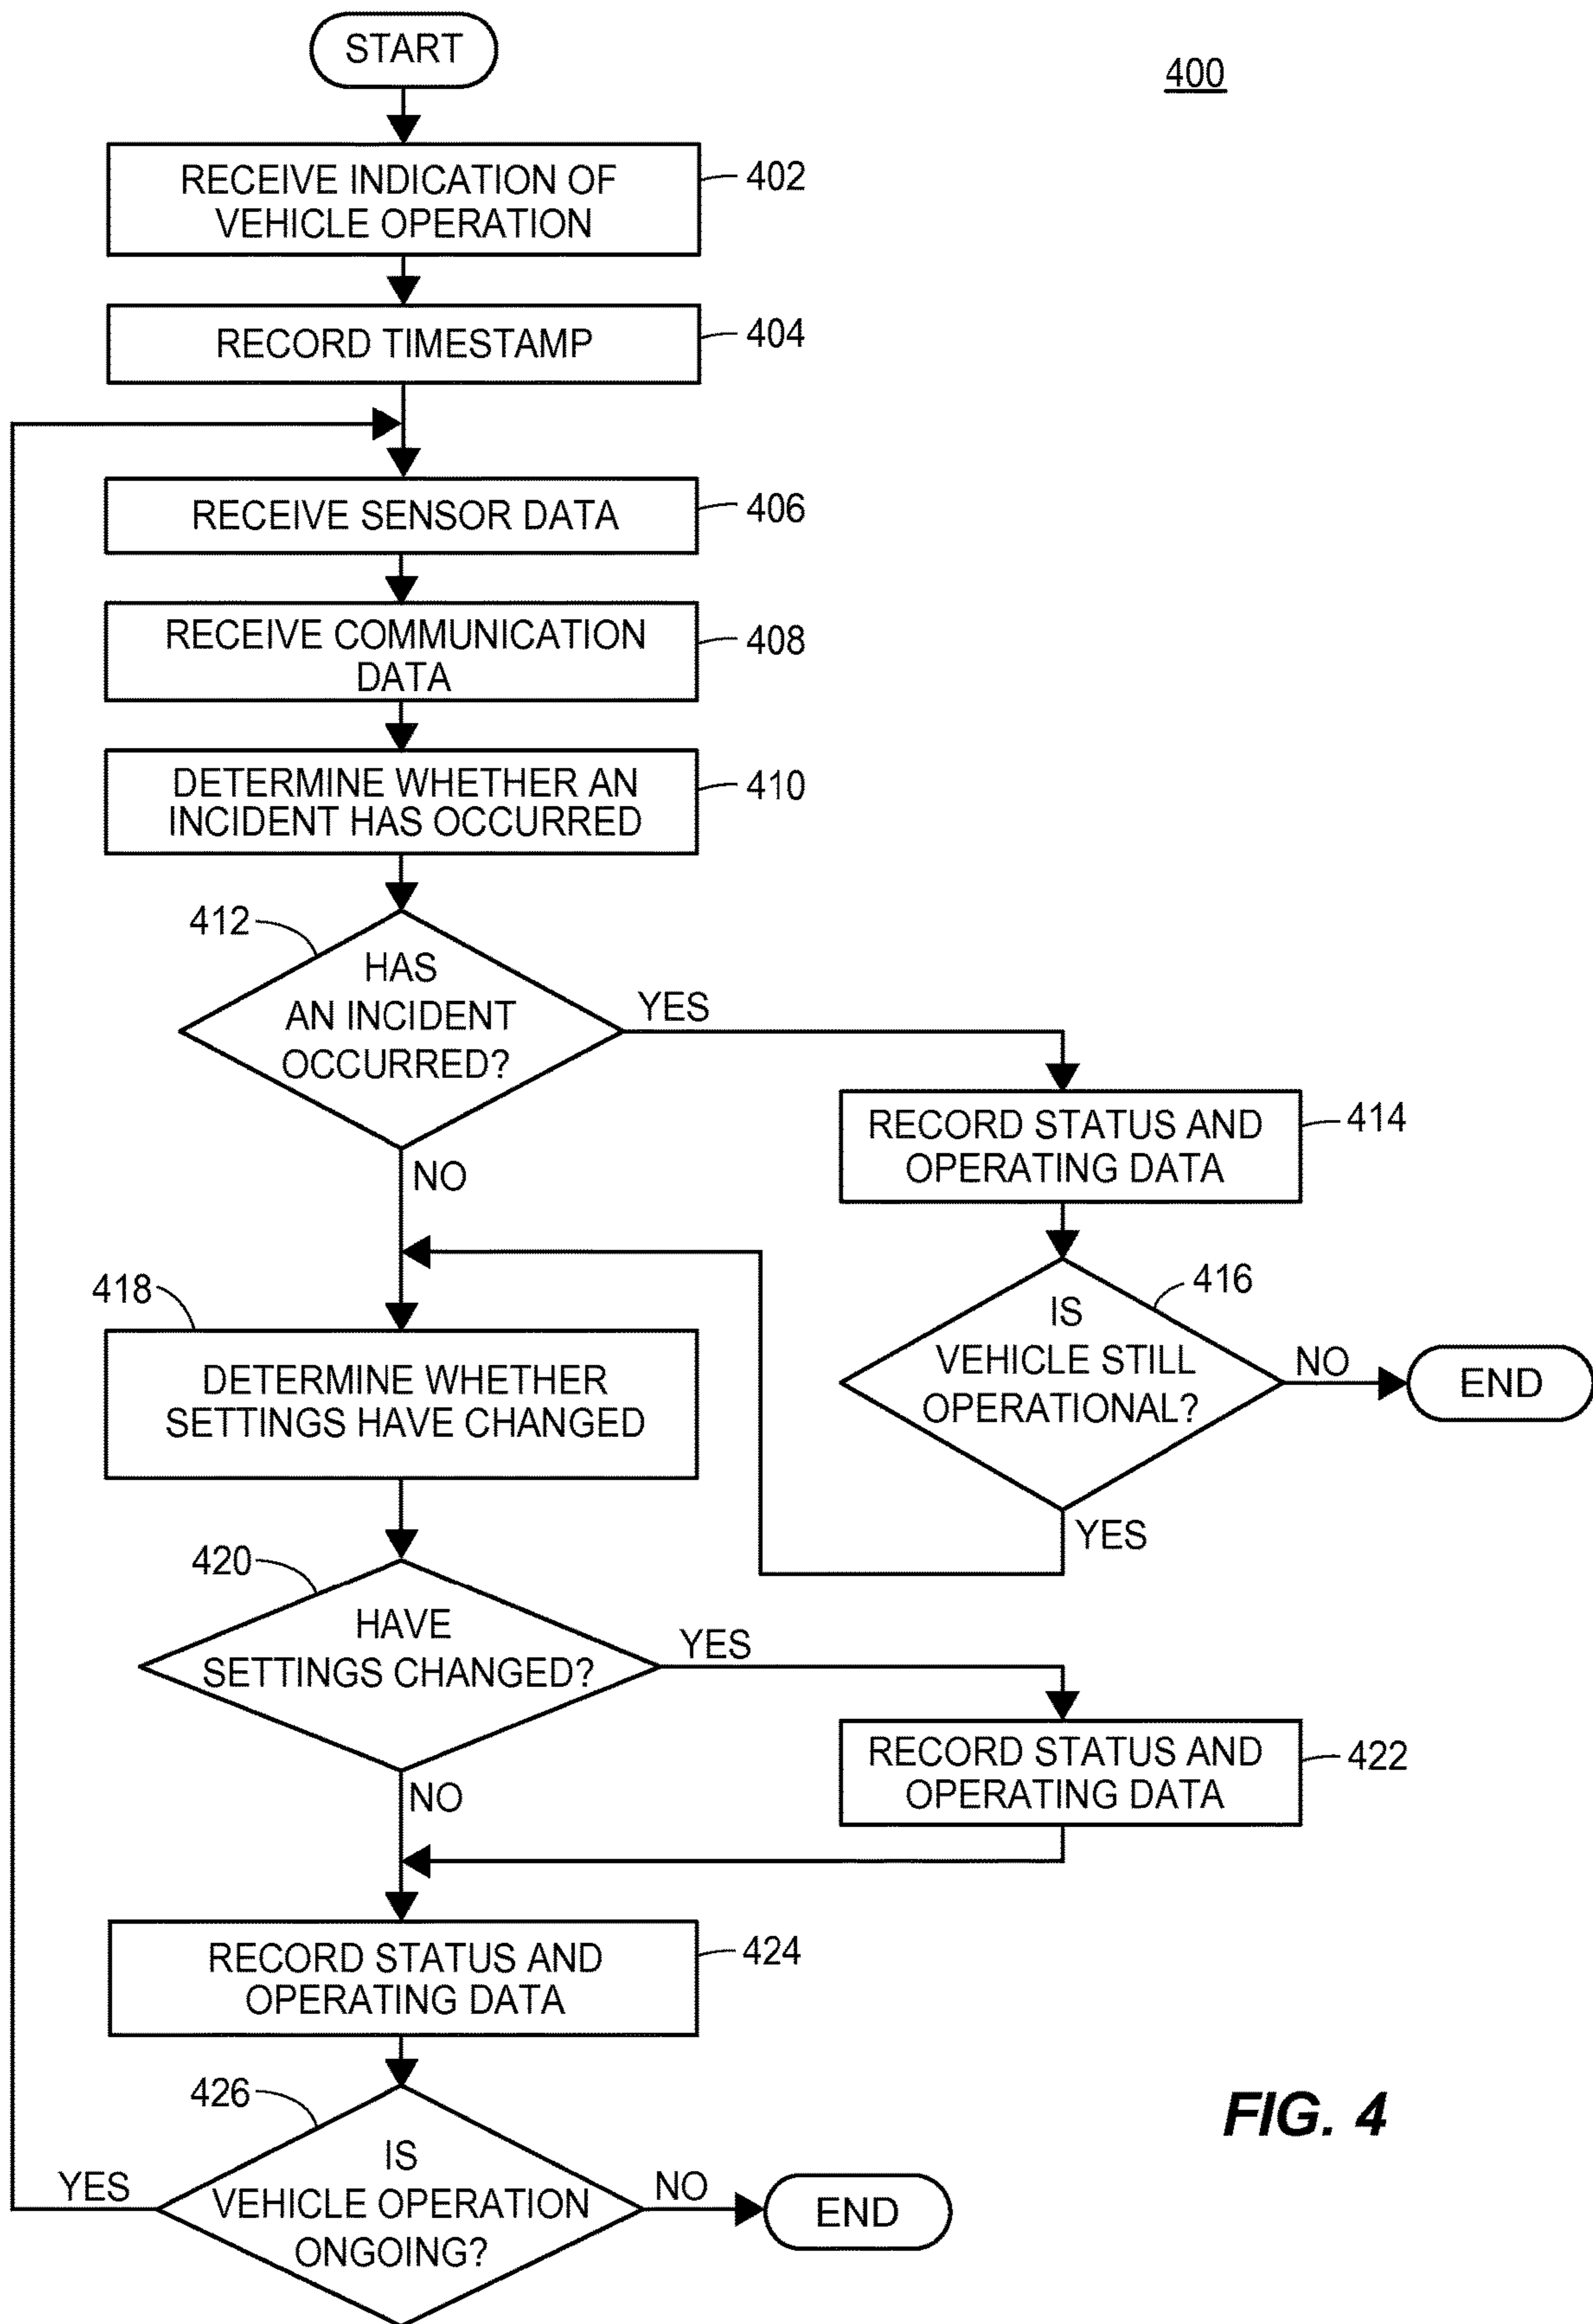 START
400
RECEIVE INDICATION OF
VEHICLE OPERATION
402
RECORD TIMESTAMP
404
RECEIVE SENSOR DATA
406
RECEIVE COMMUNICATION
DATA
408
DETERMINE WHETHER AN
INCIDENT HAS OCCURRED
410
412
HAS
AN INCIDENT
OCCURRED?
YES
NO
RECORD STATUS AND
OPERATING DATA
414
416
IS
VEHICLE STILL
OPERATIONAL?
NO
END
YES
418
DETERMINE WHETHER
SETTINGS HAVE CHANGED
420
HAVE
SETTINGS CHANGED?
YES
NO
RECORD STATUS AND
OPERATING DATA
422
RECORD STATUS AND
OPERATING DATA
424
426
IS
VEHICLE OPERATION
ONGOING?
YES
NO
END
FIG. 4